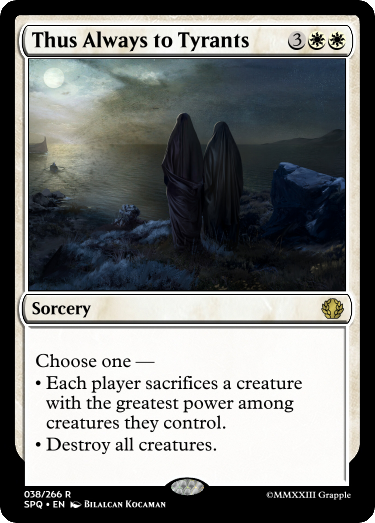 Thus Always to Tyrants 3
Sorcery
Choose one —
• Each player sacrifices a creature
with the greatest power among
creatures they control.
• Destroy all creatures.
038/266 R
SPQ • EN Bilalcan Kocaman
©MMXXIII Grapple